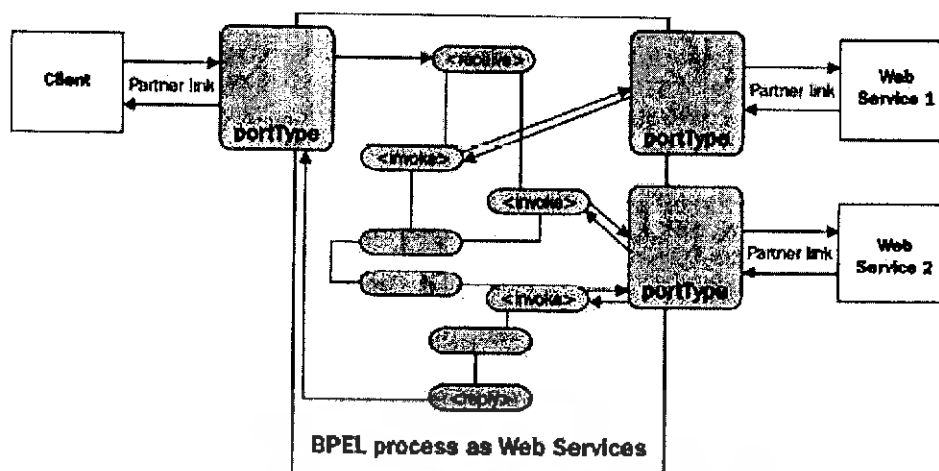 Client
Partner link
portType
<receive>
<invoke>
<invoke>
<invoke>
<reply>
portType
Partner link
Web
Service 1
portType
Partner link
Web
Service 2
BPEL process as Web Services